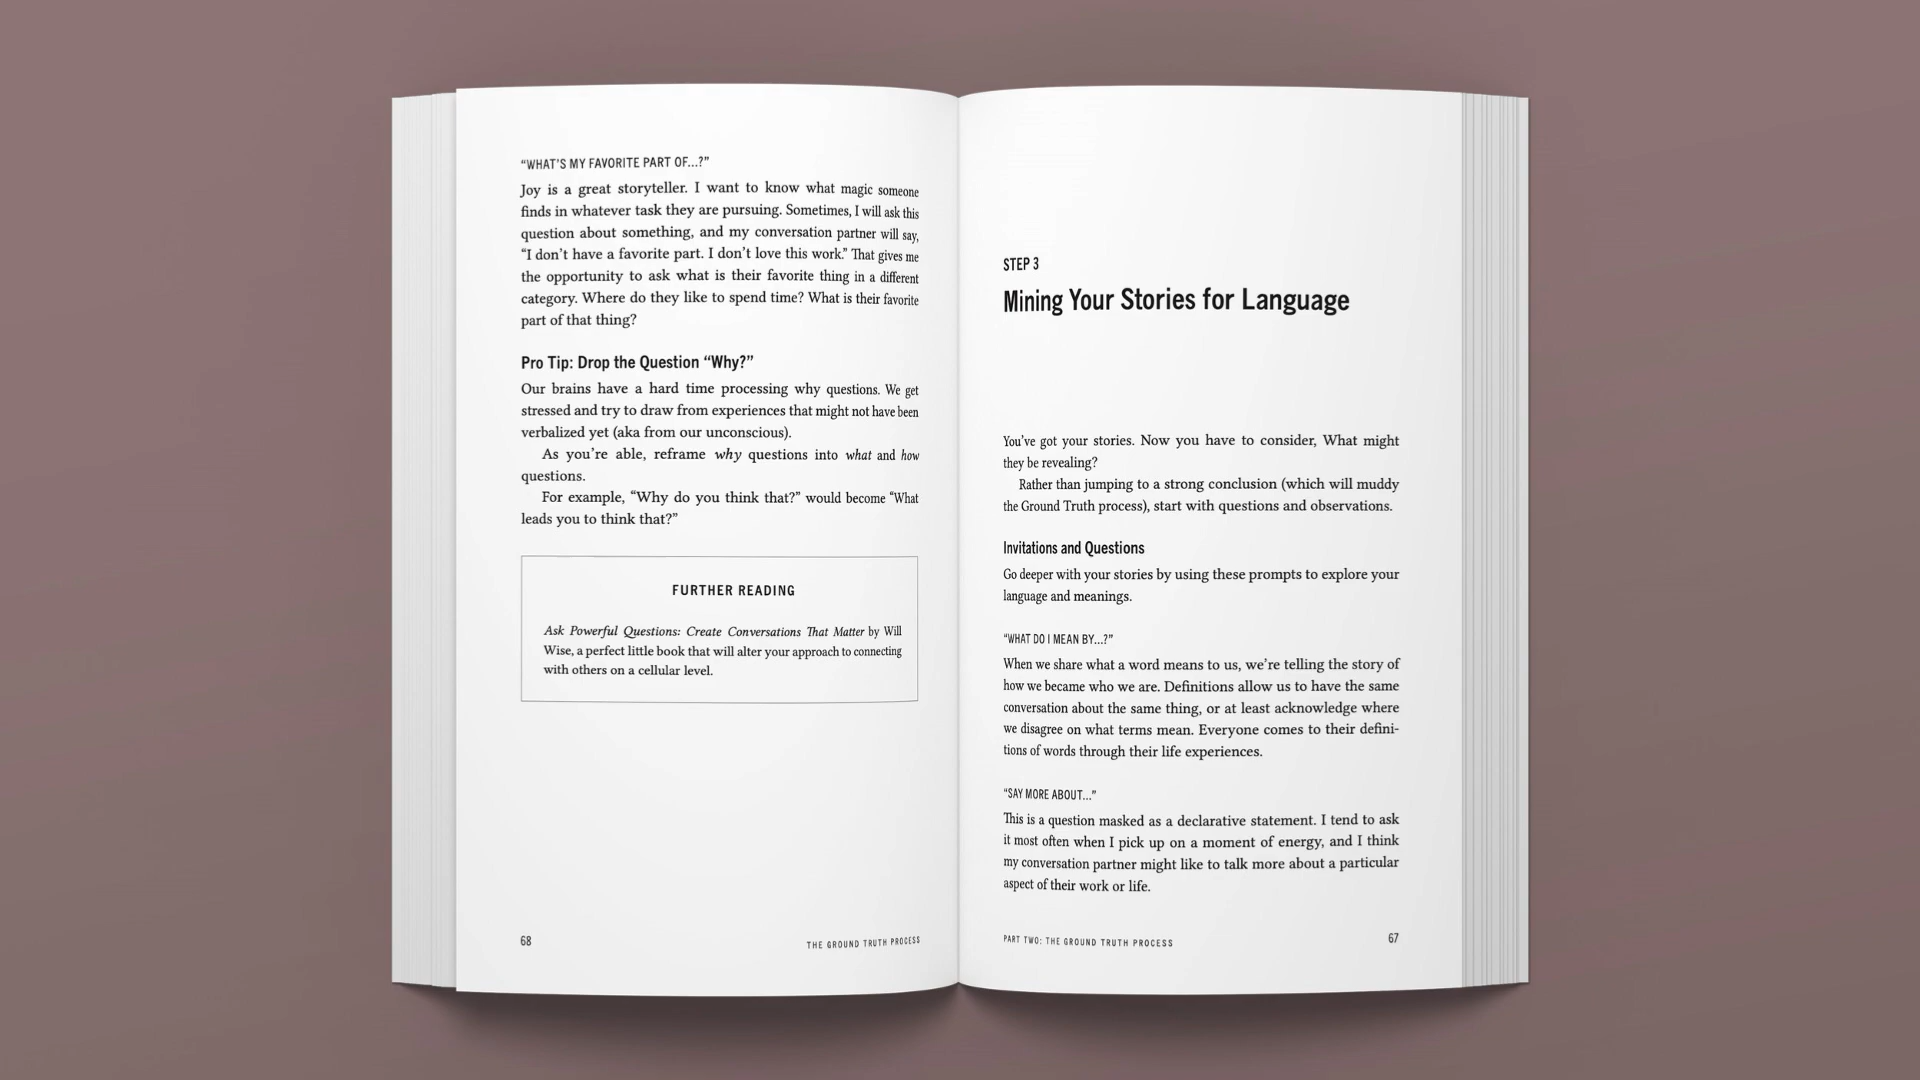 “WHAT’S MY FAVORITE PART OF...?”
Joy is a great storyteller. I want to know what magic someone
finds in whatever task they are pursuing. Sometimes, I will ask this
question about something, and my conversation partner will say,
“I don’t have a favorite part. I don’t love this work.” That gives me
the opportunity to ask what is their favorite thing in a different
category. Where do they like to spend time? What is their favorite
part of that thing?
Pro Tip: Drop the Question “Why?”
Our brains have a hard time processing why questions. We get
stressed and try to draw from experiences that might not have been
verbalized yet (aka from our unconscious).
As you’re able, reframe why questions into what and how
questions.
For example, “Why do you think that?” would become “What
leads you to think that?”
FURTHER READING
Ask Powerful Questions: Create Conversations That Matter by Will
Wise, a perfect little book that will alter your approach to connecting
with others on a cellular level.
68
THE GROUND TRUTH PROCESS
STEP 3
Mining Your Stories for Language
You’ve got your stories. Now you have to consider, What might
they be revealing?
Rather than jumping to a strong conclusion (which will muddy
the Ground Truth process), start with questions and observations.
Invitations and Questions
Go deeper with your stories by using these prompts to explore your
language and meanings.
“WHAT DO I MEAN BY...?”
When we share what a word means to us, we’re telling the story of
how we became who we are. Definitions allow us to have the same
conversation about the same thing, or at least acknowledge where
we disagree on what terms mean. Everyone comes to their defini-
tions of words through their life experiences.
“SAY MORE ABOUT...”
This is a question masked as a declarative statement. I tend to ask
it most often when I pick up on a moment of energy, and I think
my conversation partner might like to talk more about a particular
aspect of their work or life.
PART TWO: THE GROUND TRUTH PROCESS
67